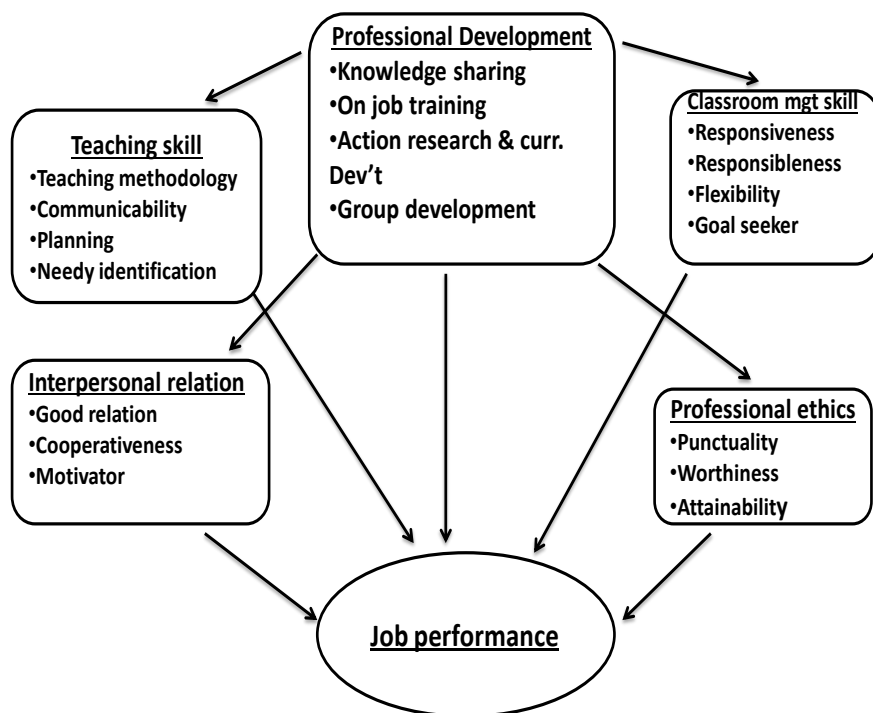 Professional Development
•Knowledge sharing
•On job training
•Action research & curr.
Dev’t
•Group development
Teaching skill
•Teaching methodology
•Communicability
•Planning
•Needy identification
Classroom mgt skill
•Responsiveness
•Responsibleness
•Flexibility
•Goal seeker
Interpersonal relation
•Good relation
•Cooperativeness
•Motivator
Professional ethics
•Punctuality
•Worthiness
•Attainability
Job performance